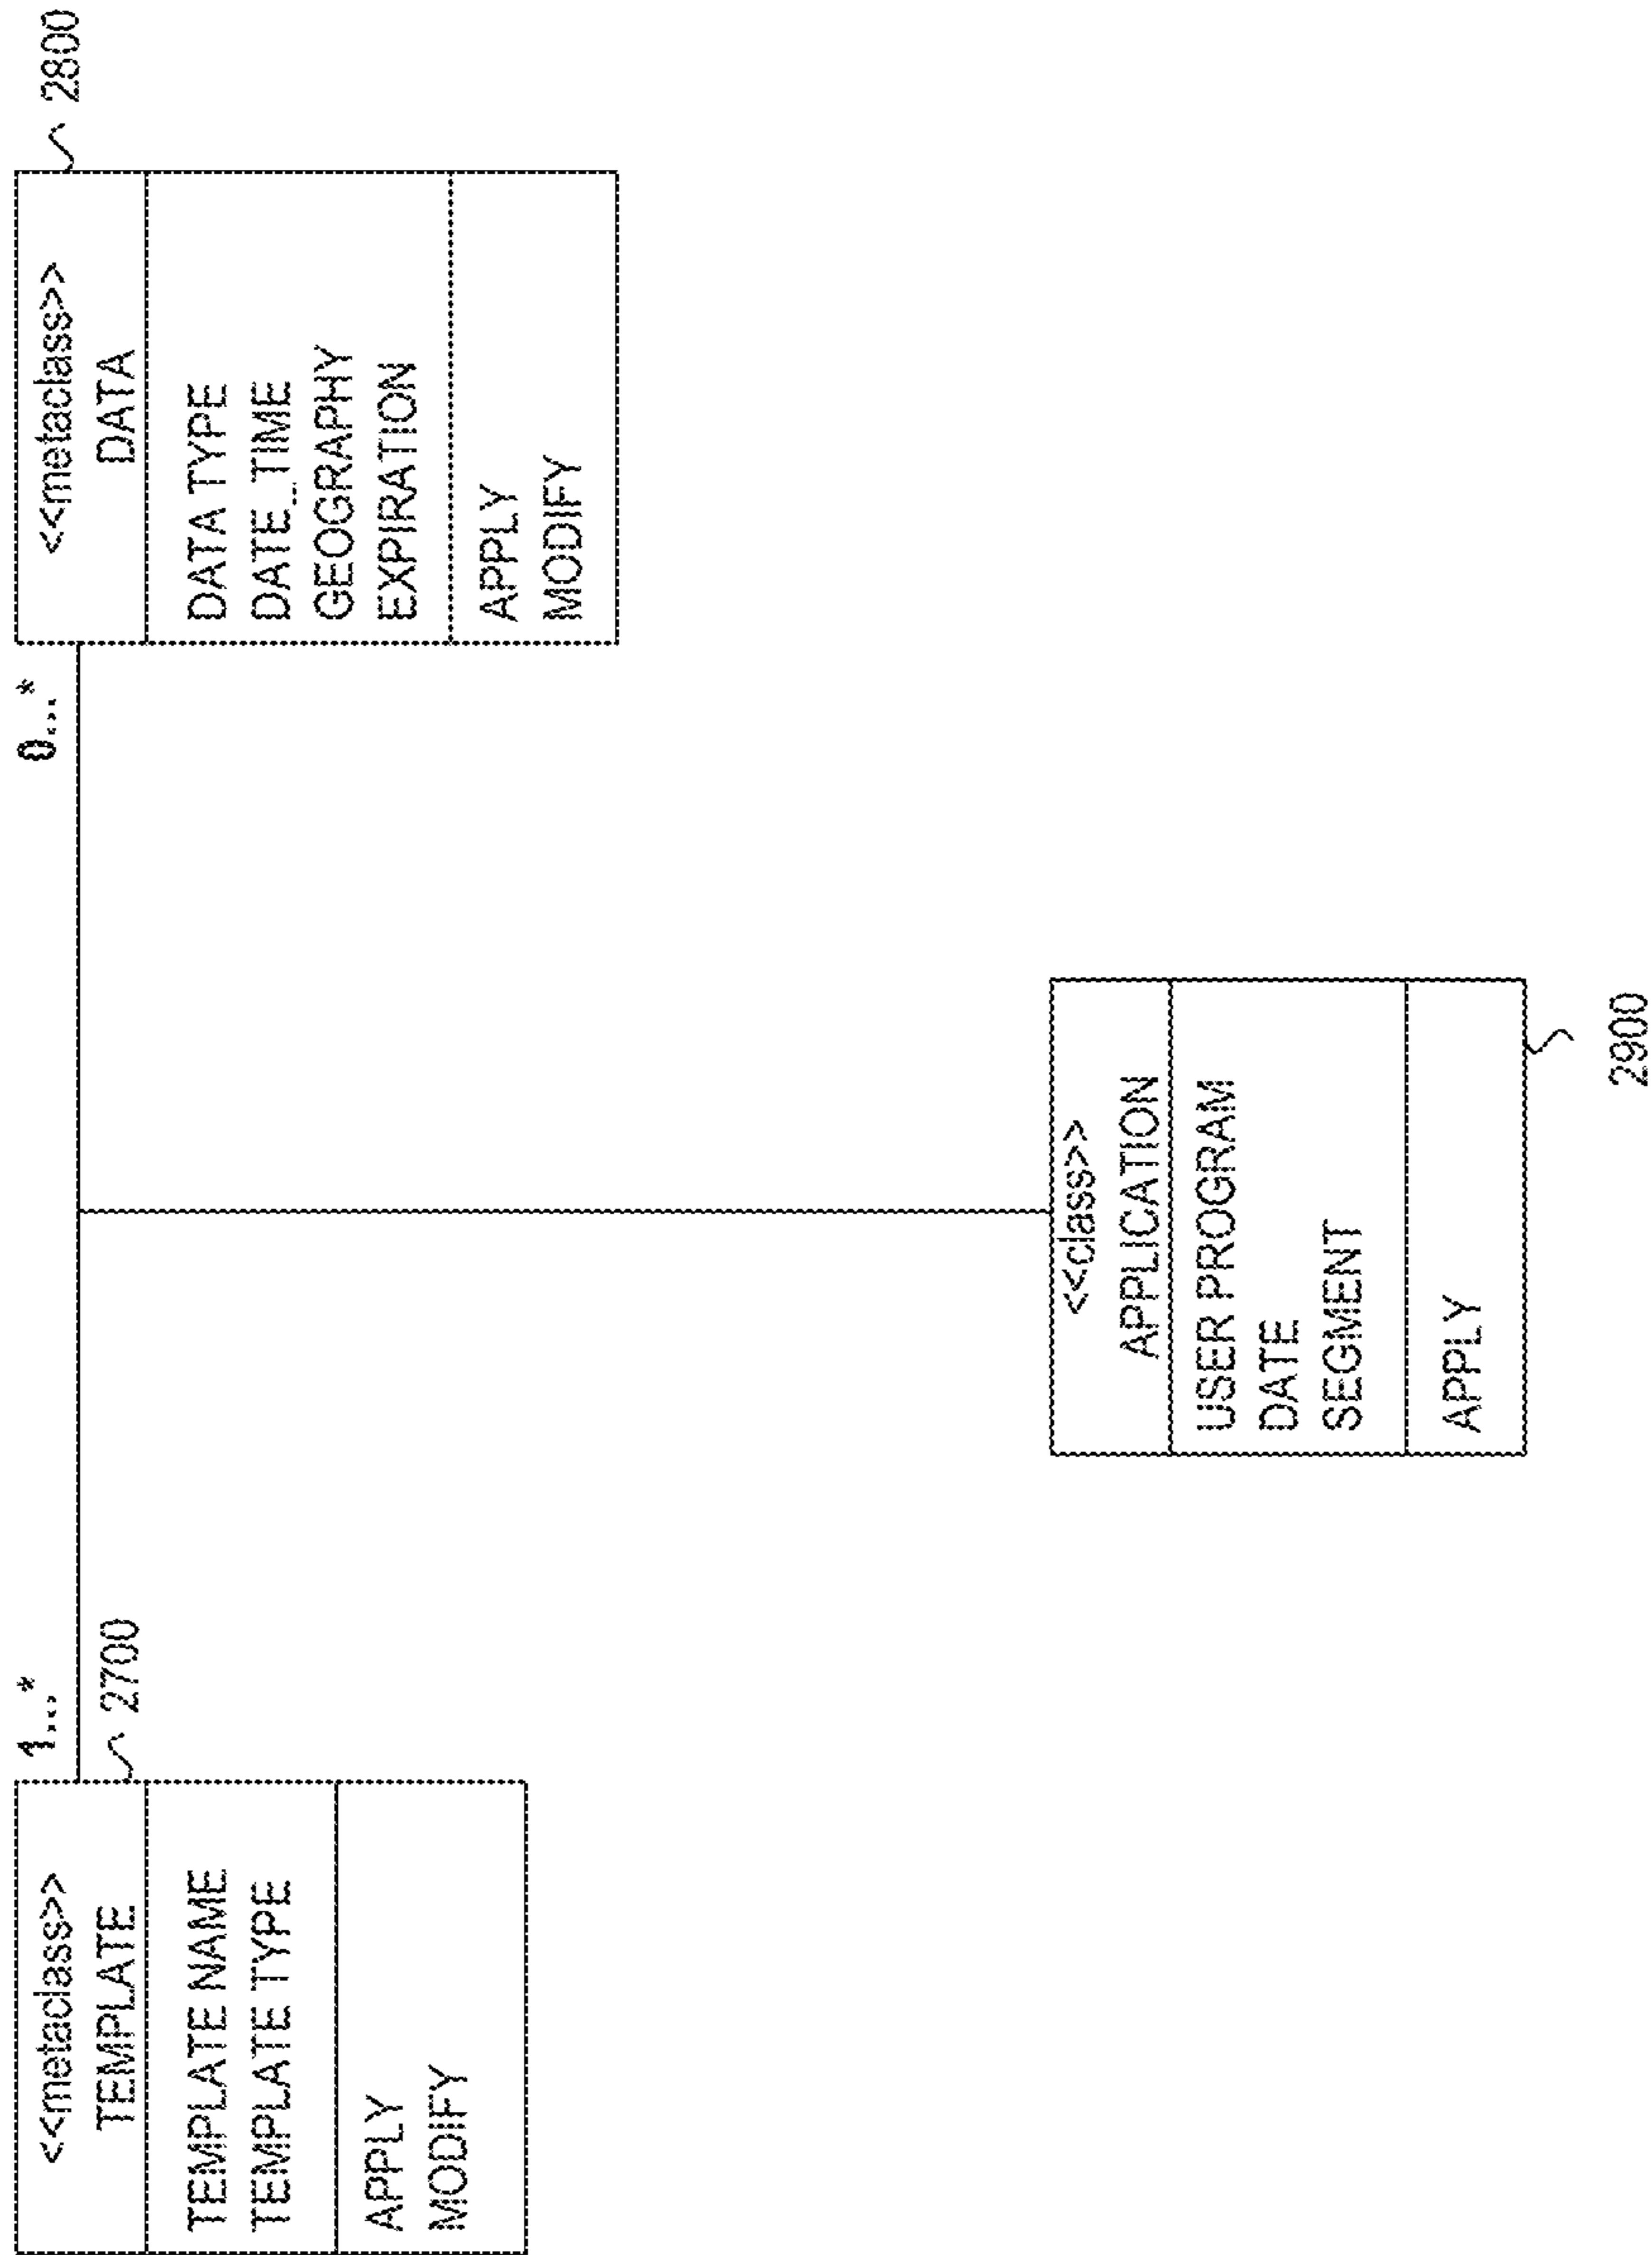 <<metaclass>>
TEMPLATE
TEMPLATE NAME
TEMPLATE TYPE
APPLY
MODIFY
1...*
2700
<<class>>
APPLICATION
USER PROGRAM
DATE
SEGMENT
APPLY
2900
0...*
<<metaclass>>
DATA
DATA TYPE
DATE_TIME
GEOGRAPHY
EXPIRATION
APPLY
MODIFY
2800